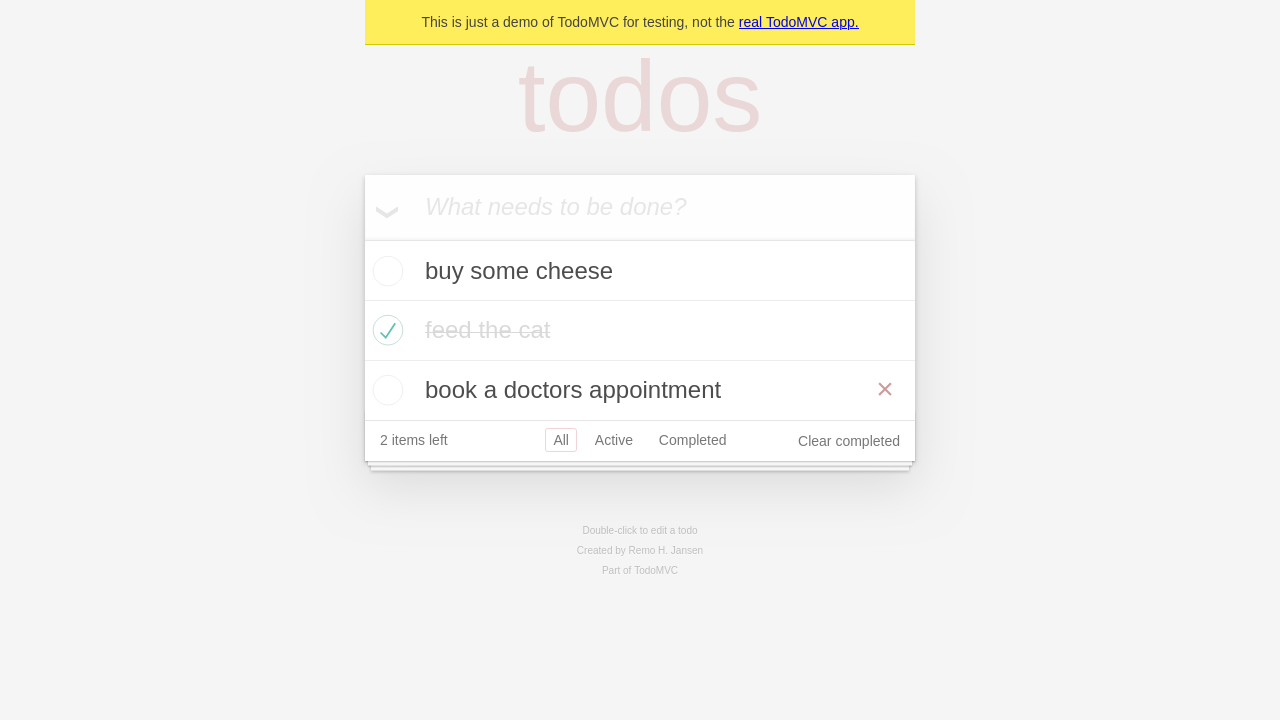 This is just a demo of TodoMVC for testing, not the real TodoMVC app.
todos
What needs to be done?
buy some cheese
feed the cat
book a doctors appointment
2 items left All Active Completed Clear completed
Double-click to edit a todo
Created by Remo H. Jansen
Part of TodoMVC